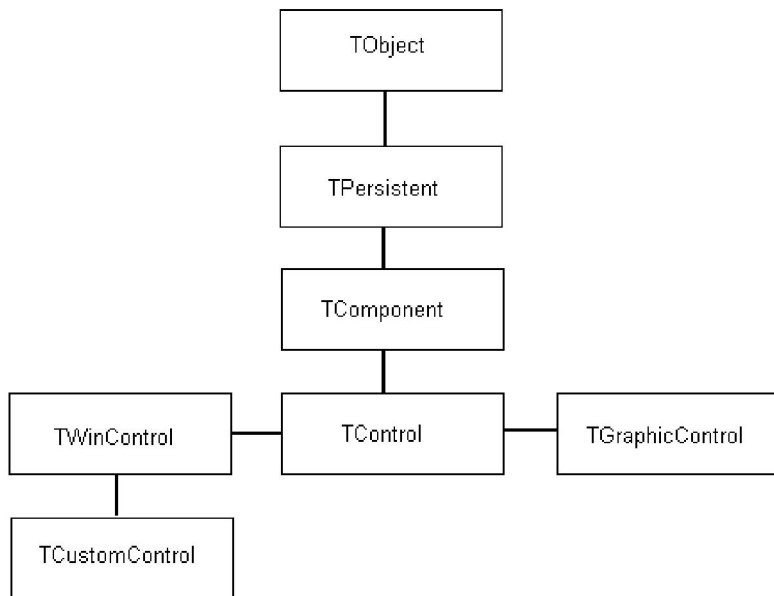 TObject
TPersistent
TComponent
TWinControl
TControl
TGraphicControl
TCustomControl